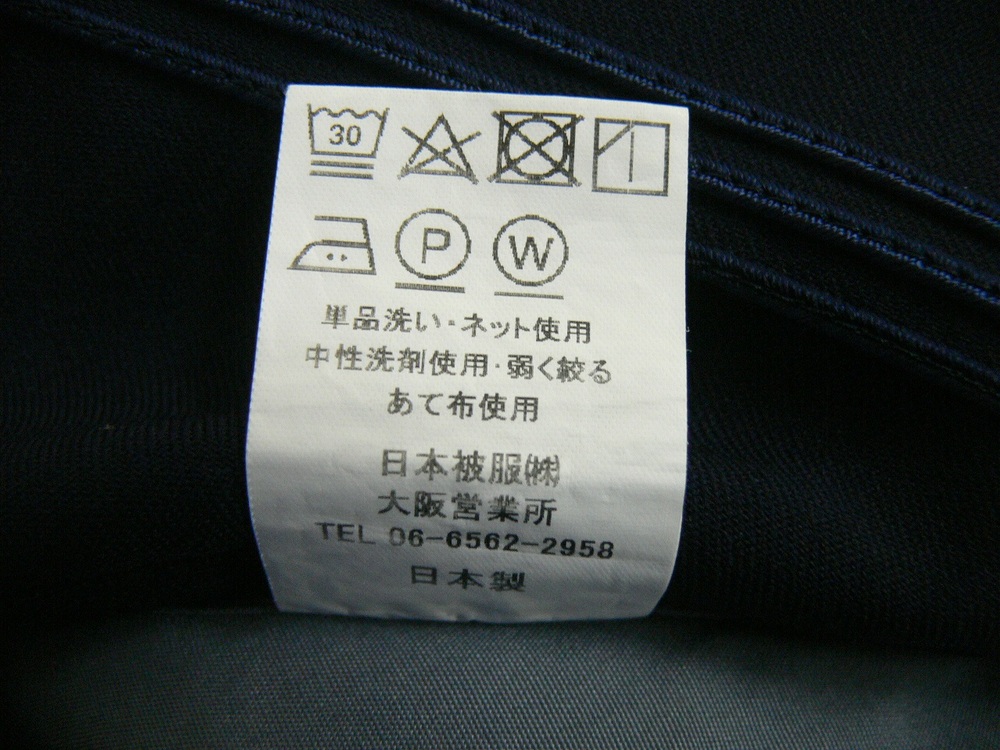 30
P W
単品洗い・ネット使用
中性洗剤使用・弱く絞る
あて布使用
日本被服㈱
大阪営業所
TEL 06-6562-2958
日本製